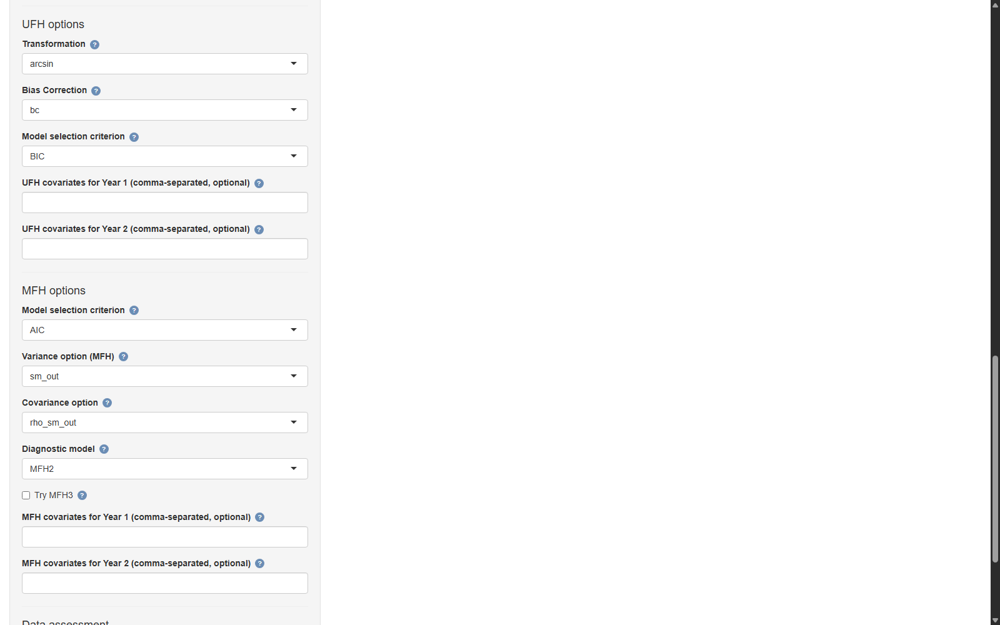 UFH options
Transformation ?
arcsin
Bias Correction ?
bc
Model selection criterion ?
BIC
UFH covariates for Year 1 (comma-separated, optional) ?
UFH covariates for Year 2 (comma-separated, optional) ?
MFH options
Model selection criterion ?
AIC
Variance option (MFH) ?
sm_out
Covariance option ?
rho_sm_out
Diagnostic model ?
MFH2
Try MFH3 ?
MFH covariates for Year 1 (comma-separated, optional) ?
MFH covariates for Year 2 (comma-separated, optional) ?
Data assessment